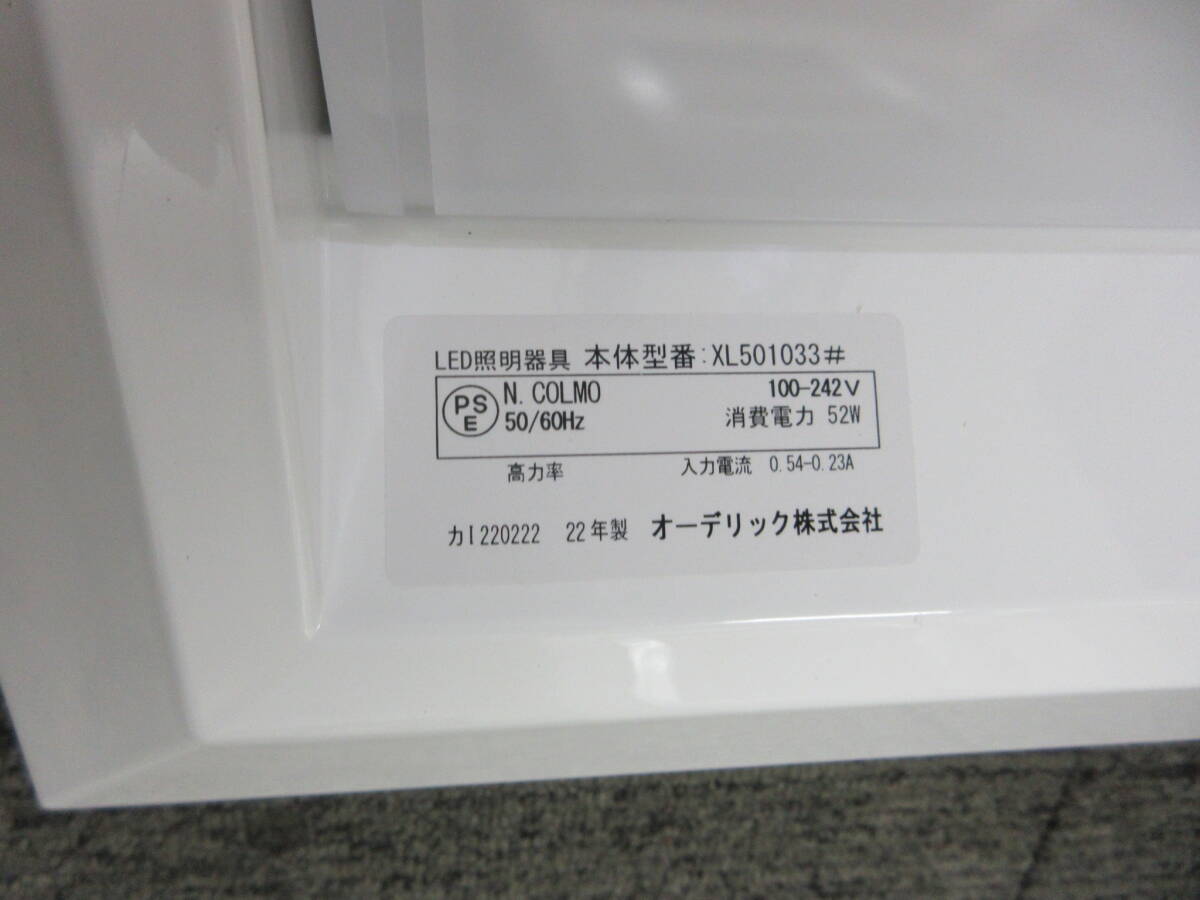 LED照明器具 本体型番:XL501033#
PS E N. COLMO 100-242V
50/60Hz 消費電力 52W
高力率 入力電流 0.54-0.23A
カI220222 22年製 オーデリック株式会社